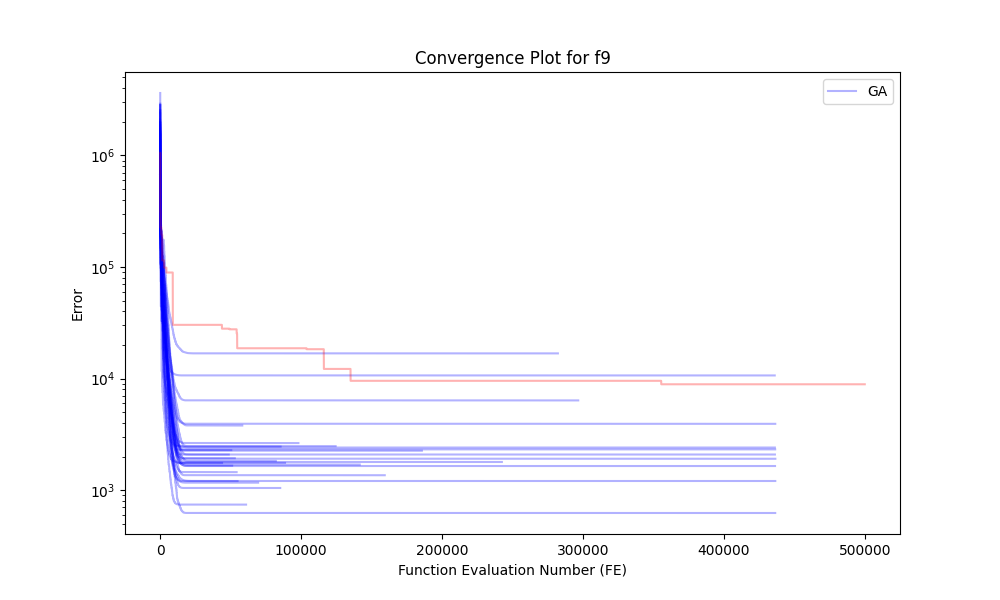 Convergence Plot for f9
GA
Error
10^6
10^5
10^4
10^3
0 100000 200000 300000 400000 500000
Function Evaluation Number (FE)